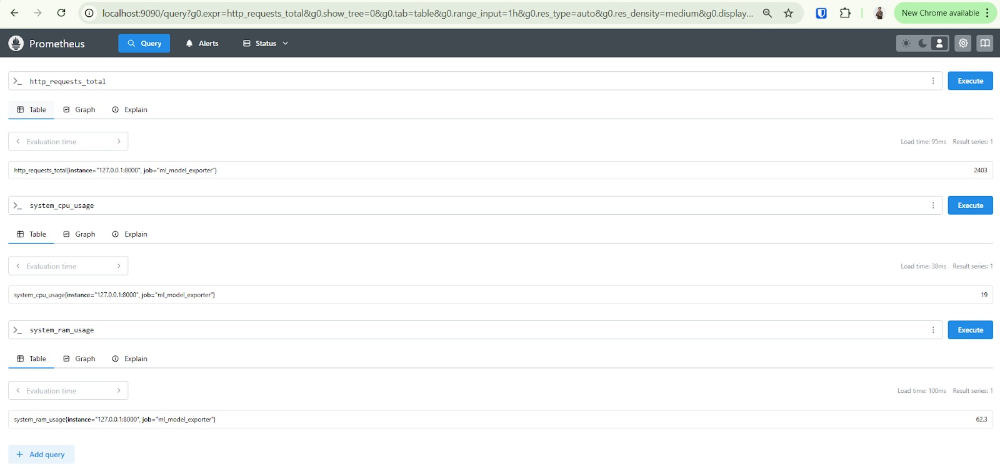 localhost:9090/query?g0.expr=http_requests_total&g0.show_tree=0&g0.tab=table&g0.range_input=1h&g0.res_type=auto&g0.res_density=medium&g0.display... New Chrome available
Prometheus Query Alerts Status
>_ http_requests_total Execute
Table Graph Explain
Evaluation time Load time: 95ms Result series: 1
http_requests_total{instance="127.0.0.1:8000", job="ml_model_exporter"} 2403
>_ system_cpu_usage Execute
Table Graph Explain
Evaluation time Load time: 38ms Result series: 1
system_cpu_usage{instance="127.0.0.1:8000", job="ml_model_exporter"} 19
>_ system_ram_usage Execute
Table Graph Explain
Evaluation time Load time: 100ms Result series: 1
system_ram_usage{instance="127.0.0.1:8000", job="ml_model_exporter"} 62.3
+ Add query